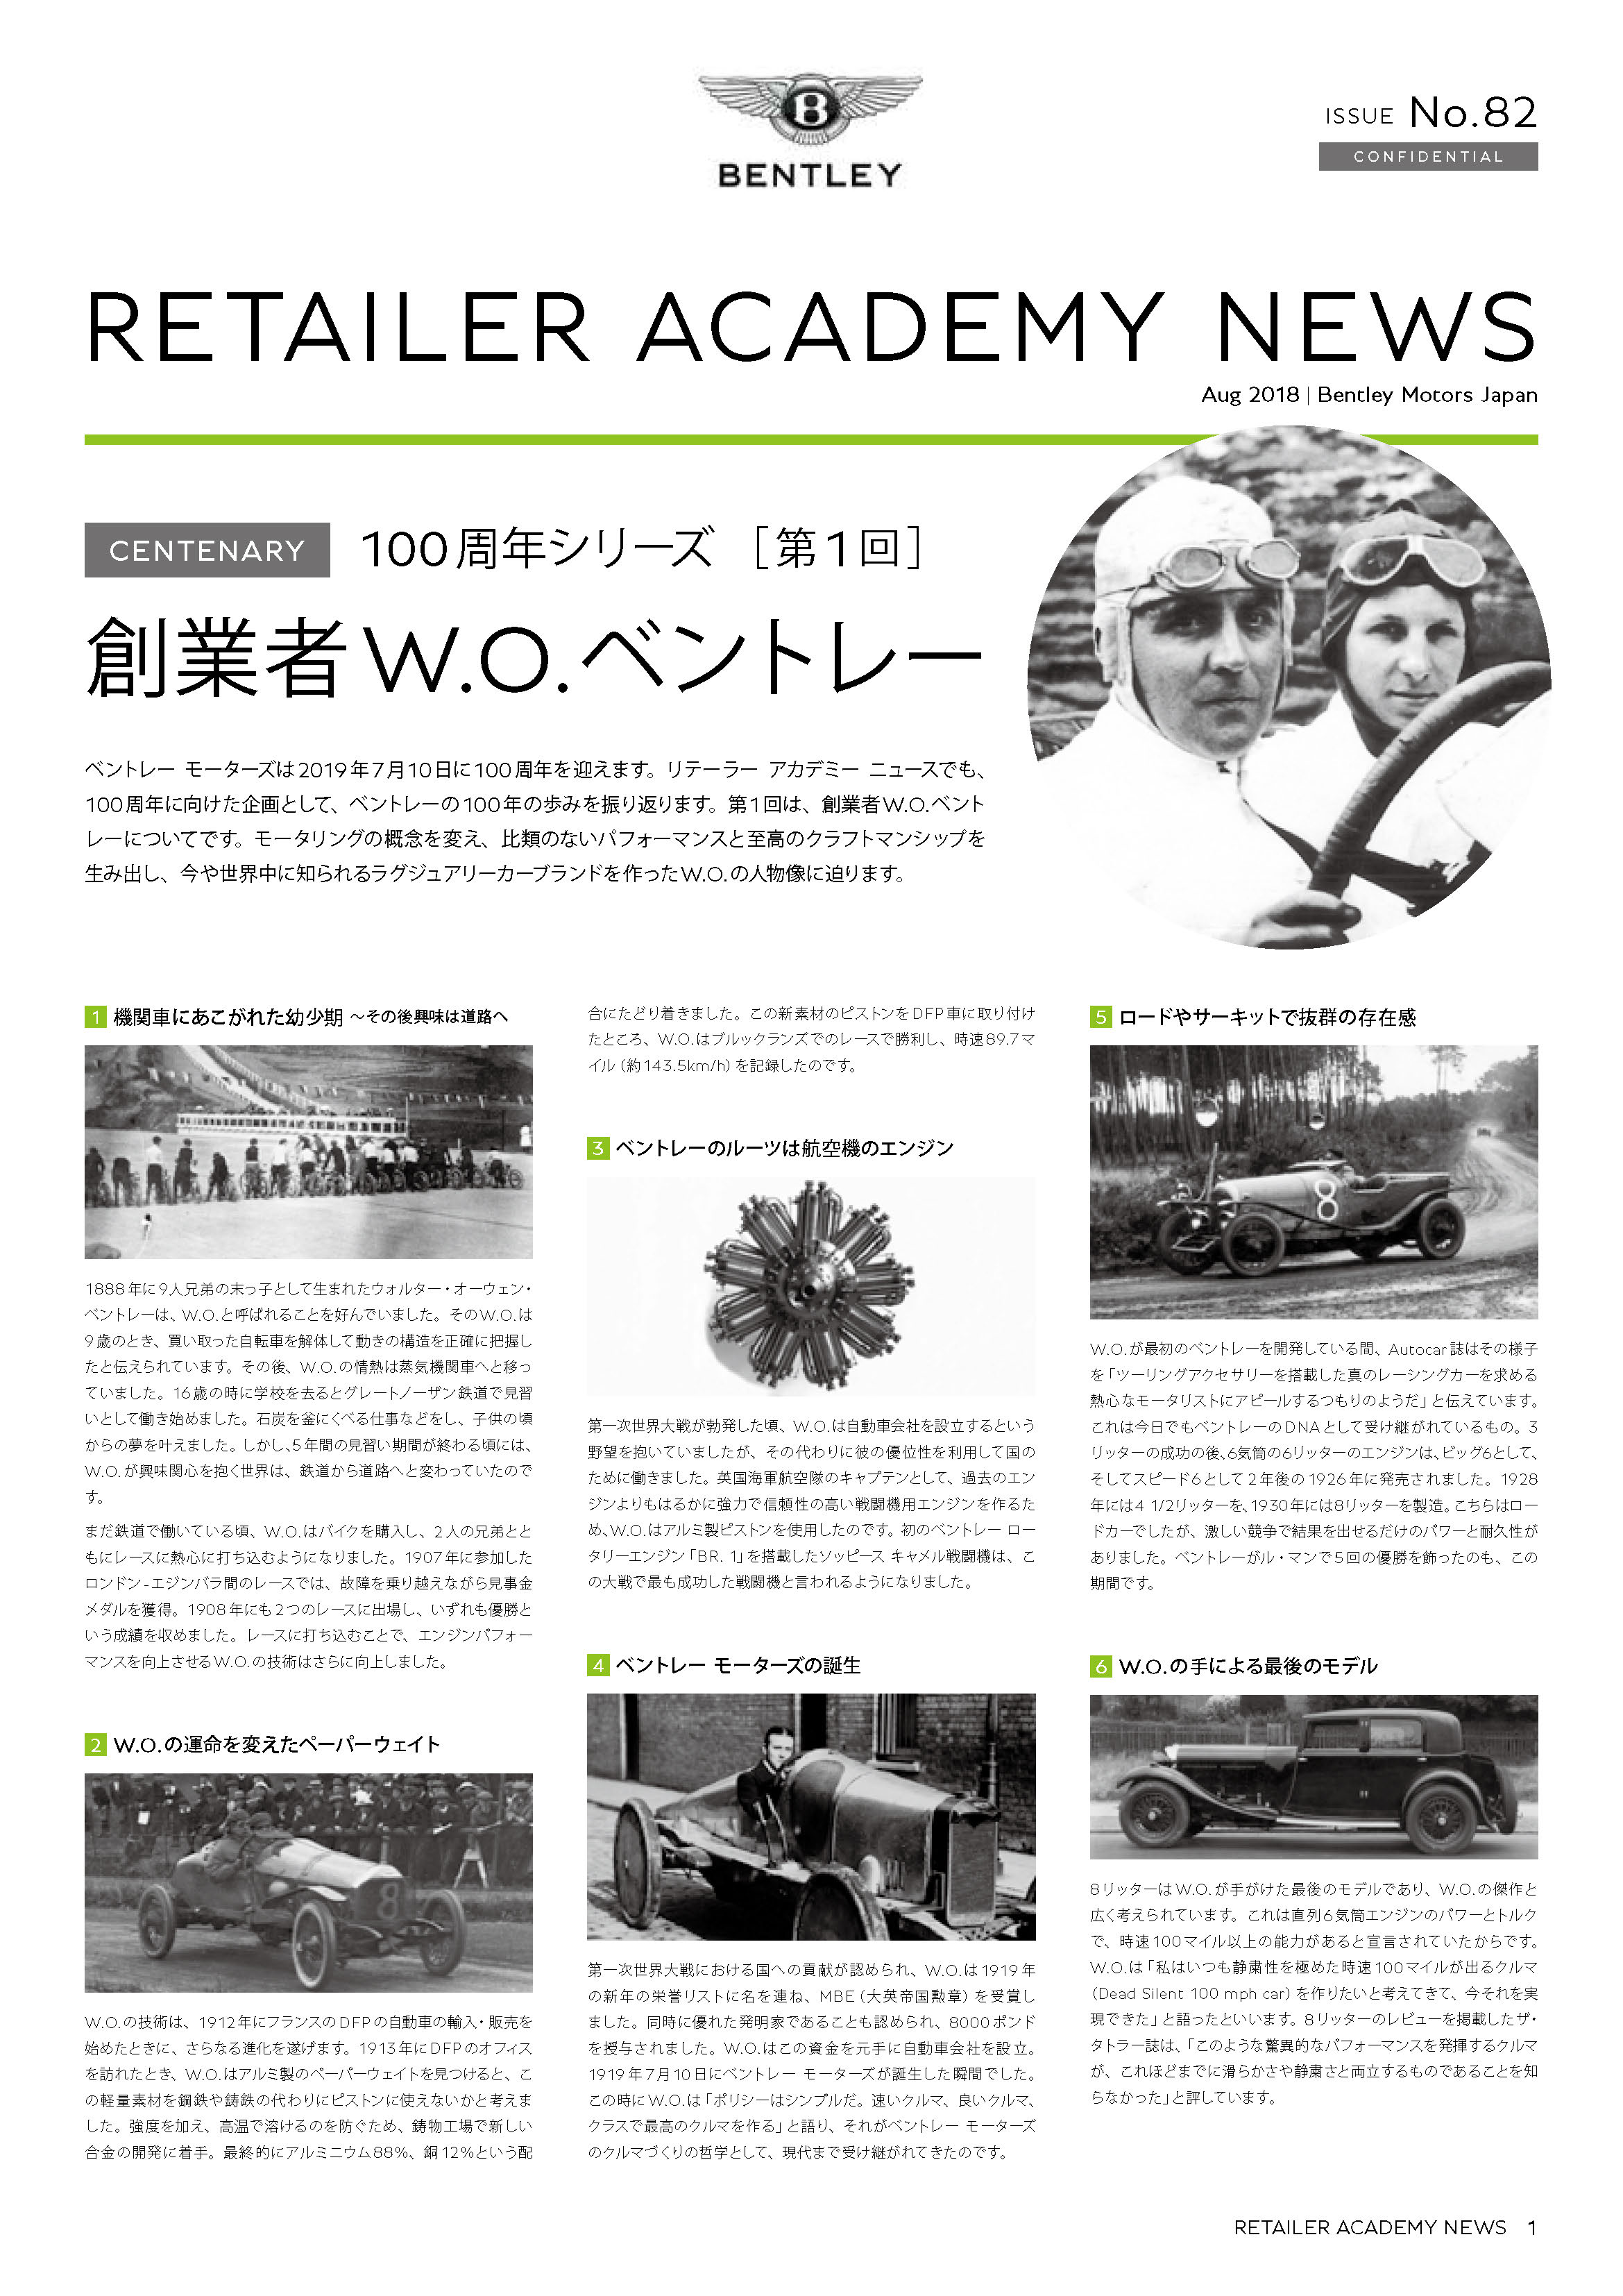 BENTLEY
ISSUE No.82
CONFIDENTIAL
RETAILER ACADEMY NEWS
Aug 2018 | Bentley Motors Japan
CENTENARY 100周年シリーズ ［第1回］
創業者W.O.ベントレー
ベントレー モーターズは2019年7月10日に100周年を迎えます。リテーラー アカデミー ニュースでも、
100周年に向けた企画として、ベントレーの100年の歩みを振り返ります。第1回は、創業者W.O.ベント
レーについてです。モータリングの概念を変え、比類のないパフォーマンスと至高のクラフトマンシップを
生み出し、今や世界中に知られるラグジュアリーカーブランドを作ったW.O.の人物像に迫ります。
1 機関車にあこがれた幼少期 ～その後興味は道路へ
1888年に9人兄弟の末っ子として生まれたウォルター・オーウェン・
ベントレーは、W.O.と呼ばれることを好んでいました。そのW.O.は
9歳のとき、買い取った自転車を解体して動きの構造を正確に把握し
たと伝えられています。その後、W.O.の情熱は蒸気機関車へと移っ
ていました。16歳の時に学校を去るとグレートノーザン鉄道で見習
いとして働き始めました。石炭を釜にくべる仕事などをし、子供の頃
からの夢を叶えました。しかし、5年間の見習い期間が終わる頃には、
W.O.が興味関心を抱く世界は、鉄道から道路へと変わっていたので
す。
まだ鉄道で働いている頃、W.O.はバイクを購入し、2人の兄弟とと
もにレースに熱心に打ち込むようになりました。1907年に参加した
ロンドン-エジンバラ間のレースでは、故障を乗り越えながら見事金
メダルを獲得。1908年にも2つのレースに出場し、いずれも優勝と
いう成績を収めました。レースに打ち込むことで、エンジンパフォー
マンスを向上させるW.O.の技術はさらに向上しました。
2 W.O.の運命を変えたペーパーウェイト
8
W.O.の技術は、1912年にフランスのDFPの自動車の輸入・販売を
始めたときに、さらなる進化を遂げます。1913年にDFPのオフィス
を訪れたとき、W.O.はアルミ製のペーパーウェイトを見つけると、こ
の軽量素材を鋼鉄や鋳鉄の代わりにピストンに使えないかと考えま
した。強度を加え、高温で溶けるのを防ぐため、鋳物工場で新しい
合金の開発に着手。最終的にアルミニウム88%、銅12%という配
合にたどり着きました。この新素材のピストンをDFP車に取り付け
たところ、W.O.はブルックランズでのレースで勝利し、時速89.7マ
イル（約143.5km/h）を記録したのです。
3 ベントレーのルーツは航空機のエンジン
第一次世界大戦が勃発した頃、W.O.は自動車会社を設立するという
野望を抱いていましたが、その代わりに彼の優位性を利用して国の
ために働きました。英国海軍航空隊のキャプテンとして、過去のエン
ジンよりもはるかに強力で信頼性の高い戦闘機用エンジンを作るた
め、W.O.はアルミ製ピストンを使用したのです。初のベントレー ロー
タリーエンジン「BR. 1」を搭載したソッピース キャメル戦闘機は、こ
の大戦で最も成功した戦闘機と言われるようになりました。
4 ベントレー モーターズの誕生
第一次世界大戦における国への貢献が認められ、W.O.は1919年
の新年の栄誉リストに名を連ね、MBE（大英帝国勲章）を受賞し
ました。同時に優れた発明家であることも認められ、8000ポンド
を授与されました。W.O.はこの資金を元手に自動車会社を設立。
1919年7月10日にベントレー モーターズが誕生した瞬間でした。
この時にW.O.は「ポリシーはシンプルだ。速いクルマ、良いクルマ、
クラスで最高のクルマを作る」と語り、それがベントレー モーターズ
のクルマづくりの哲学として、現代まで受け継がれてきたのです。
5 ロードやサーキットで抜群の存在感
8
W.O.が最初のベントレーを開発している間、Autocar誌はその様子
を「ツーリングアクセサリーを搭載した真のレーシングカーを求める
熱心なモータリストにアピールするつもりのようだ」と伝えています。
これは今日でもベントレーのDNAとして受け継がれているもの。3
リッターの成功の後、6気筒の6リッターのエンジンは、ビッグ6として、
そしてスピード6として2年後の1926年に発売されました。1928
年には4 1/2リッターを、1930年には8リッターを製造。こちらはロー
ドカーでしたが、激しい競争で結果を出せるだけのパワーと耐久性が
ありました。ベントレーがル・マンで5回の優勝を飾ったのも、この
期間です。
6 W.O.の手による最後のモデル
8リッターはW.O.が手がけた最後のモデルであり、W.O.の傑作と
広く考えられています。これは直列6気筒エンジンのパワーとトルク
で、時速100マイル以上の能力があると宣言されていたからです。
W.O.は「私はいつも静粛性を極めた時速100マイルが出るクルマ
（Dead Silent 100 mph car）を作りたいと考えてきて、今それを実
現できた」と語ったといいます。8リッターのレビューを掲載したザ・
タトラー誌は、「このような驚異的なパフォーマンスを発揮するクルマ
が、これほどまでに滑らかさや静粛さと両立するものであることを知
らなかった」と評しています。
RETAILER ACADEMY NEWS 1